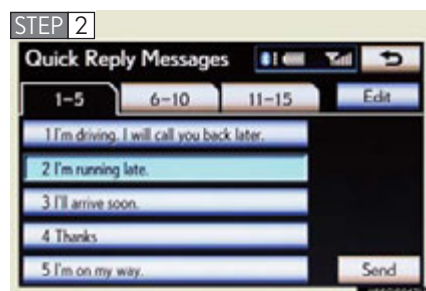 STEP 2
Quick Reply Messages
1-5 6-10 11-15 Edit
1 I'm driving. I will call you back later.
2 I'm running late.
3 I'll arrive soon.
4 Thanks
5 I'm on my way.
Send